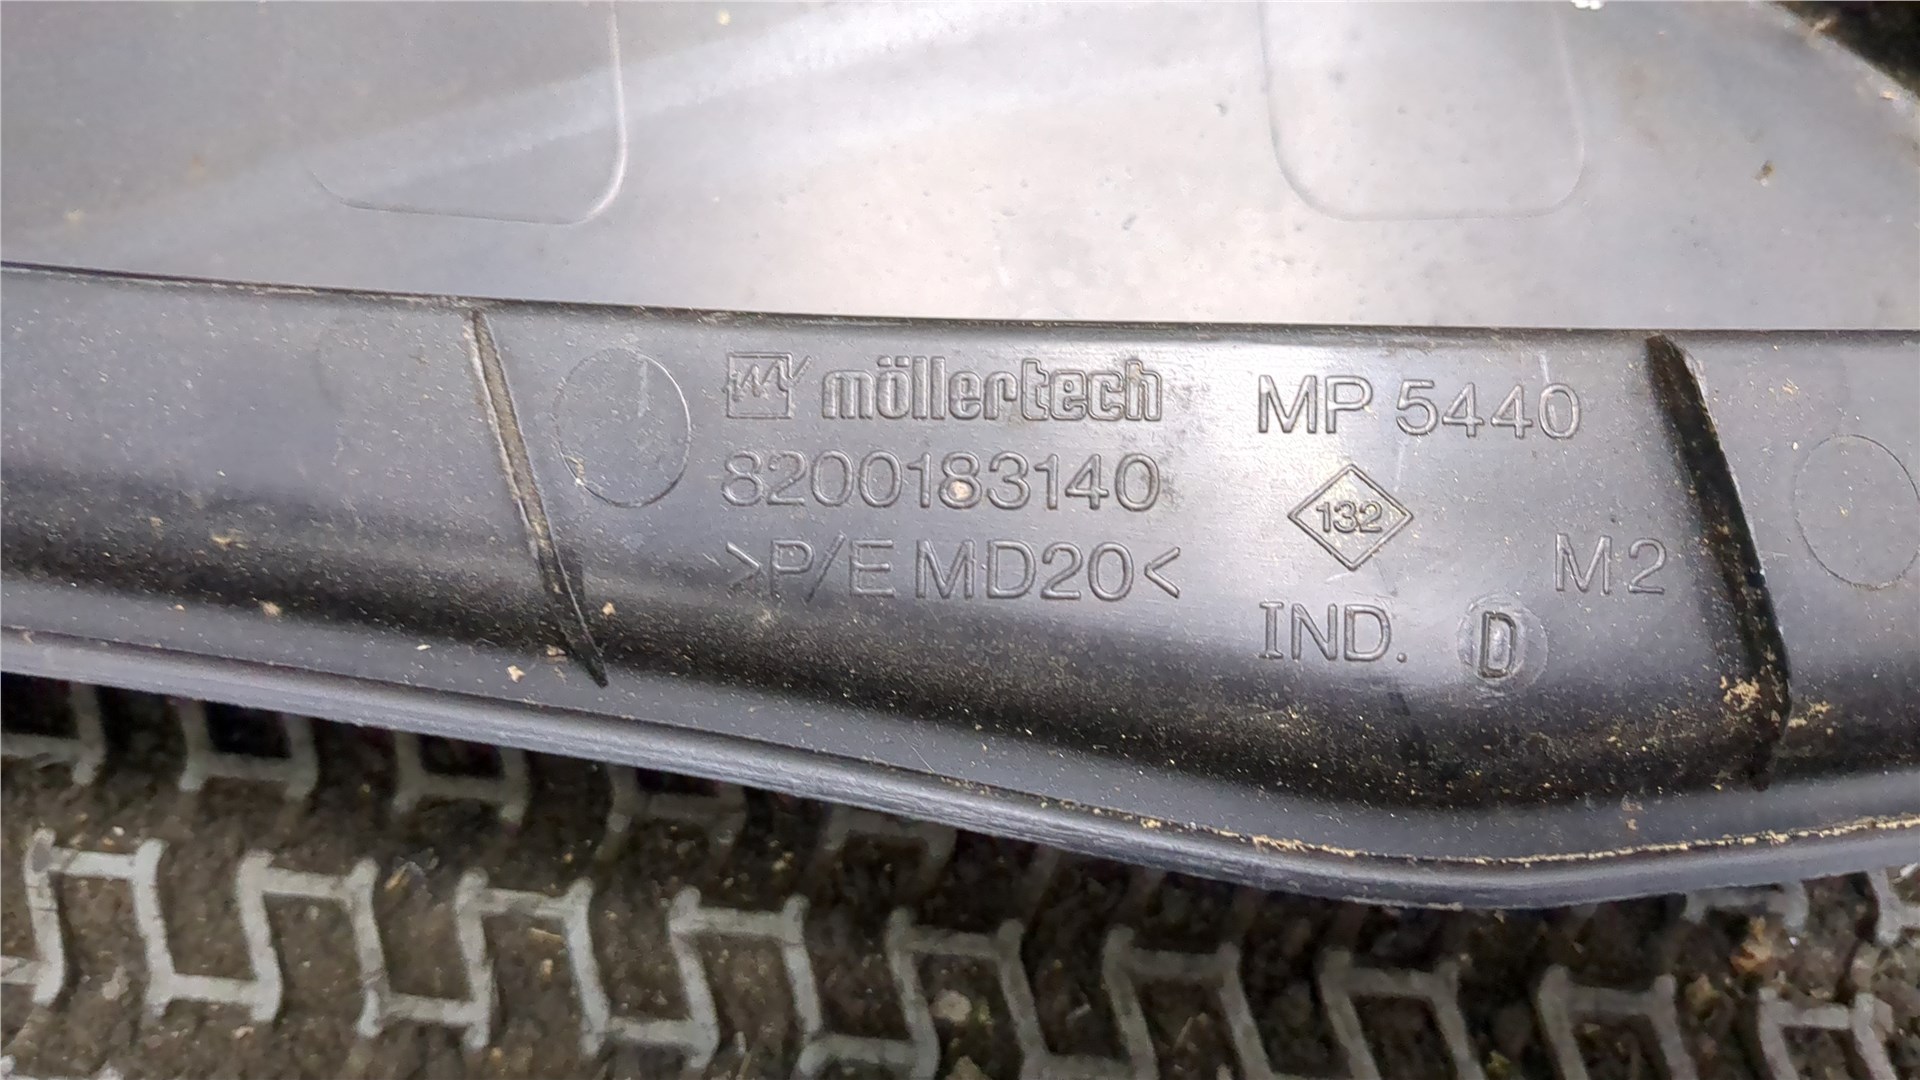 möllertech
8200183140
>P/E MD20<
MP 5440
132
M2
IND. D